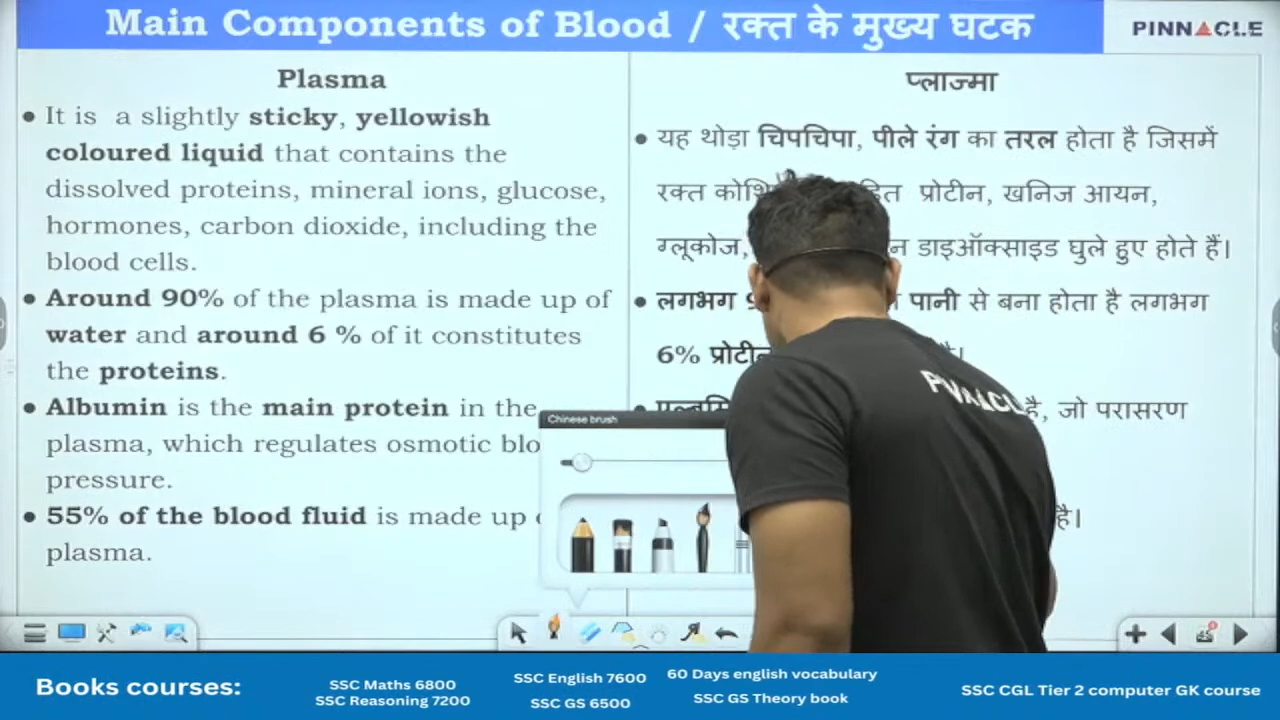 Main Components of Blood / रक्त के मुख्य घटक
PINNACLE
Plasma
• It is a slightly sticky, yellowish
coloured liquid that contains the
dissolved proteins, mineral ions, glucose,
hormones, carbon dioxide, including the
blood cells.
• Around 90% of the plasma is made up of
water and around 6 % of it constitutes
the proteins.
• Albumin is the main protein in the
plasma, which regulates osmotic
pressure.
• 55% of the blood fluid is made up
plasma.
प्लाज्मा
• यह थोड़ा चिपचिपा, पीले रंग का तरल होता है जिसमें
रक्त प्रोटीन, खनिज आयन,
ग्लूकोज, डाइऑक्साइड घुले हुए होते हैं।
• लगभग पानी से बना होता है लगभग
6% है।
है, जो परासरण
है।
Chinese brush
PINNACLE
Books courses:
SSC Maths 6800
SSC Reasoning 7200
SSC English 7600
SSC GS 6500
60 Days english vocabulary
SSC GS Theory book
SSC CGL Tier 2 computer GK course